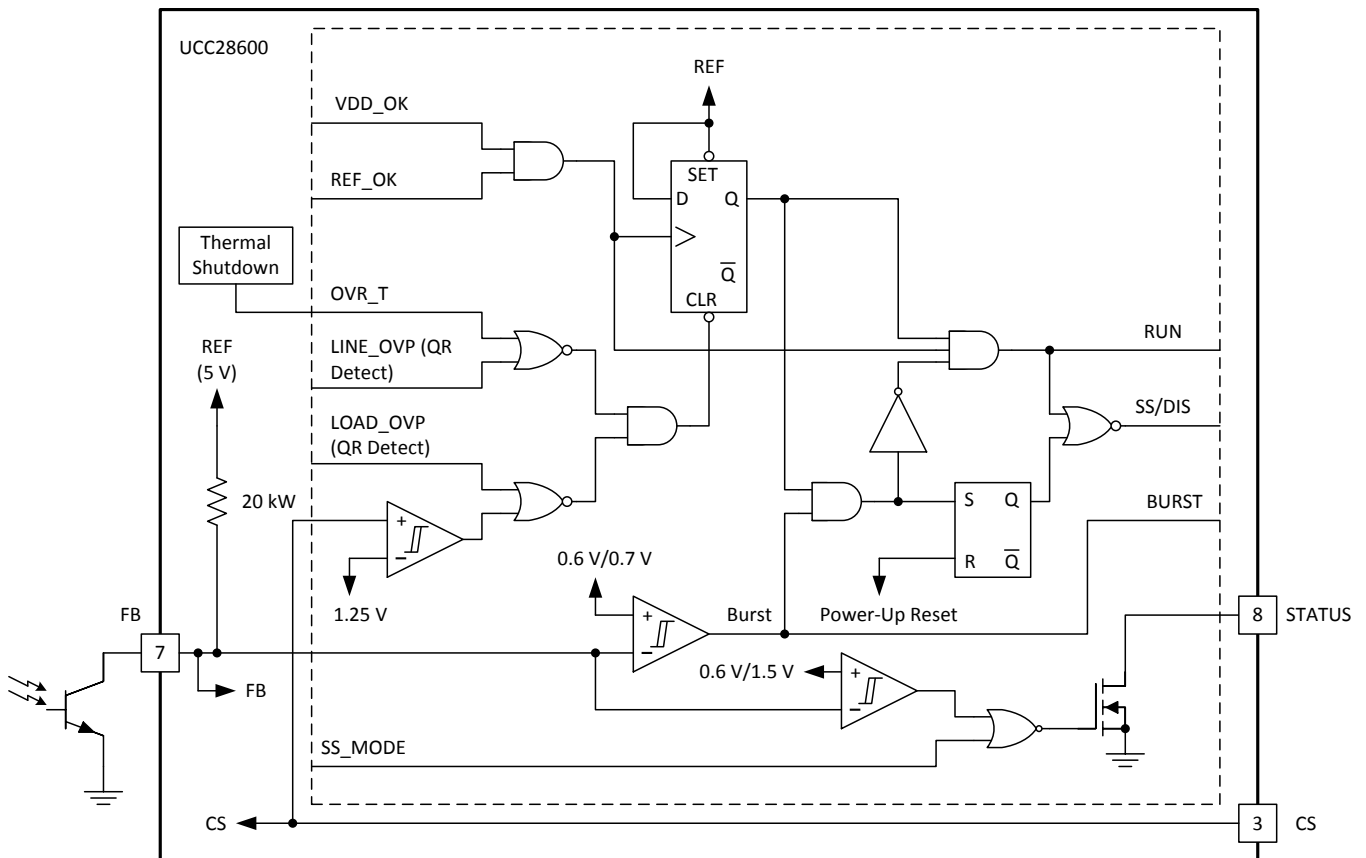 UCC28600
REF
VDD_OK
REF_OK
SET
D
Q
Q
CLR
Thermal
Shutdown
OVR_T
REF
(5 V)
LINE_OVP (QR
Detect)
RUN
LOAD_OVP
(QR Detect)
SS/DIS
20 kW
+
−
1.25 V
S
Q
R
Q
BURST
0.6 V/0.7 V
+
−
Burst
Power-Up Reset
FB
7
FB
8
STATUS
0.6 V/1.5 V
+
−
SS_MODE
CS
3
CS